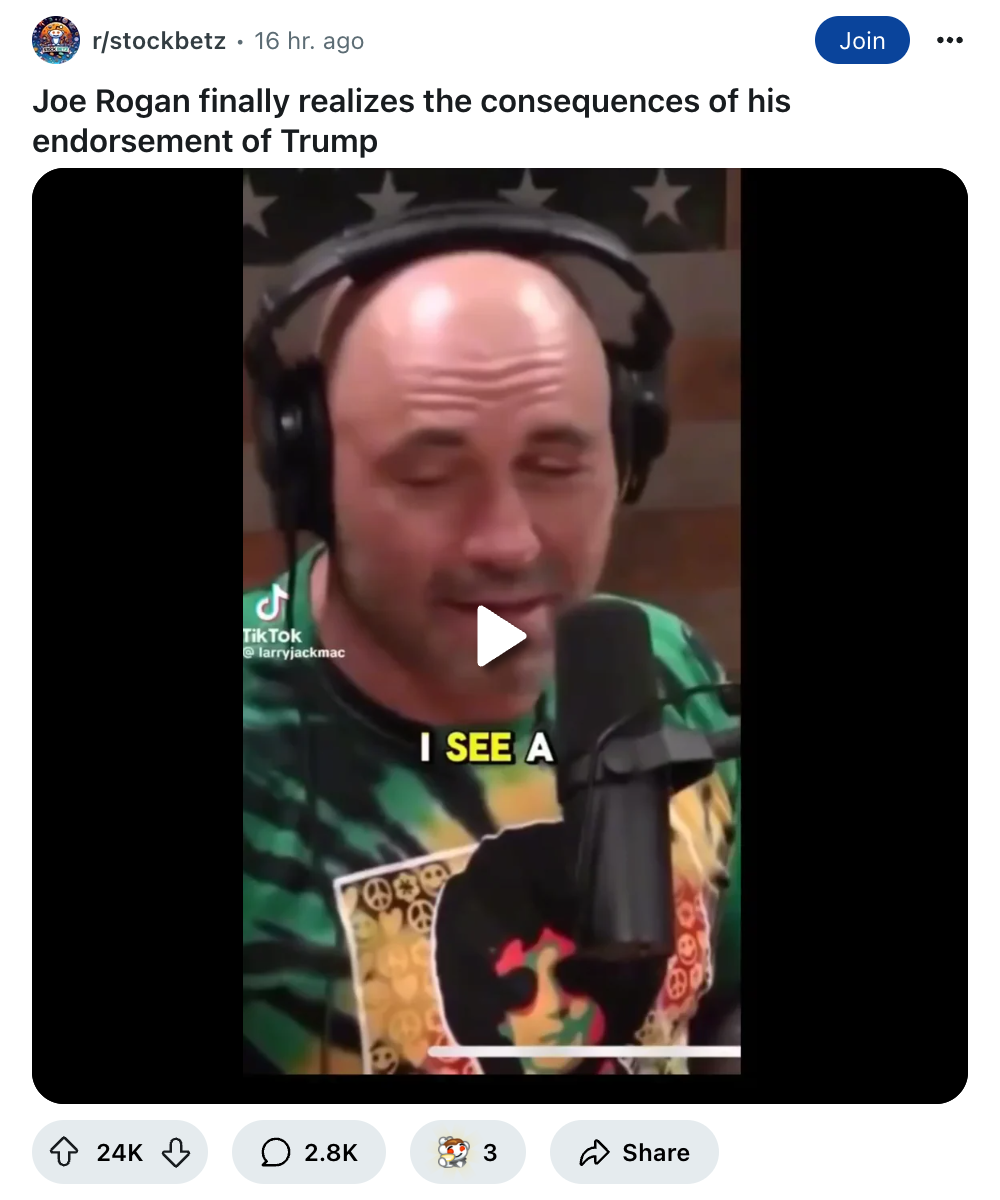 r/stockbetz • 16 hr. ago
Join
Joe Rogan finally realizes the consequences of his
endorsement of Trump
TikTok
@ larryjackmac
I SEE A
24K
2.8K
3
Share